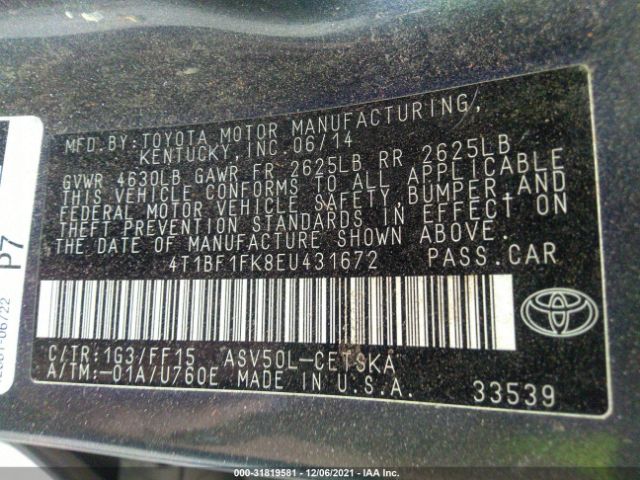 MFD.BY:TOYOTA MOTOR MANUFACTURING,
KENTUCKY,INC.06/14
GVWR 4630LB GAWR FR 2625LB RR 2625LB
THIS VEHICLE CONFORMS TO ALL APPLICABLE
FEDERAL MOTOR VEHICLE SAFETY,BUMPER,AND
THEFT PREVENTION STANDARDS IN EFFECT ON
THE DATE OF MANUFACTURE SHOWN ABOVE.
4T1BF1FK8EU431672 PASS.CAR
C/TR:1G3/FF15 ASV50L-CETSKA
A/TM:-01A/U760E MADE IN U.S.A. 33539
P7
06/22
000-31819581 - 12/06/2021 - IAA Inc.